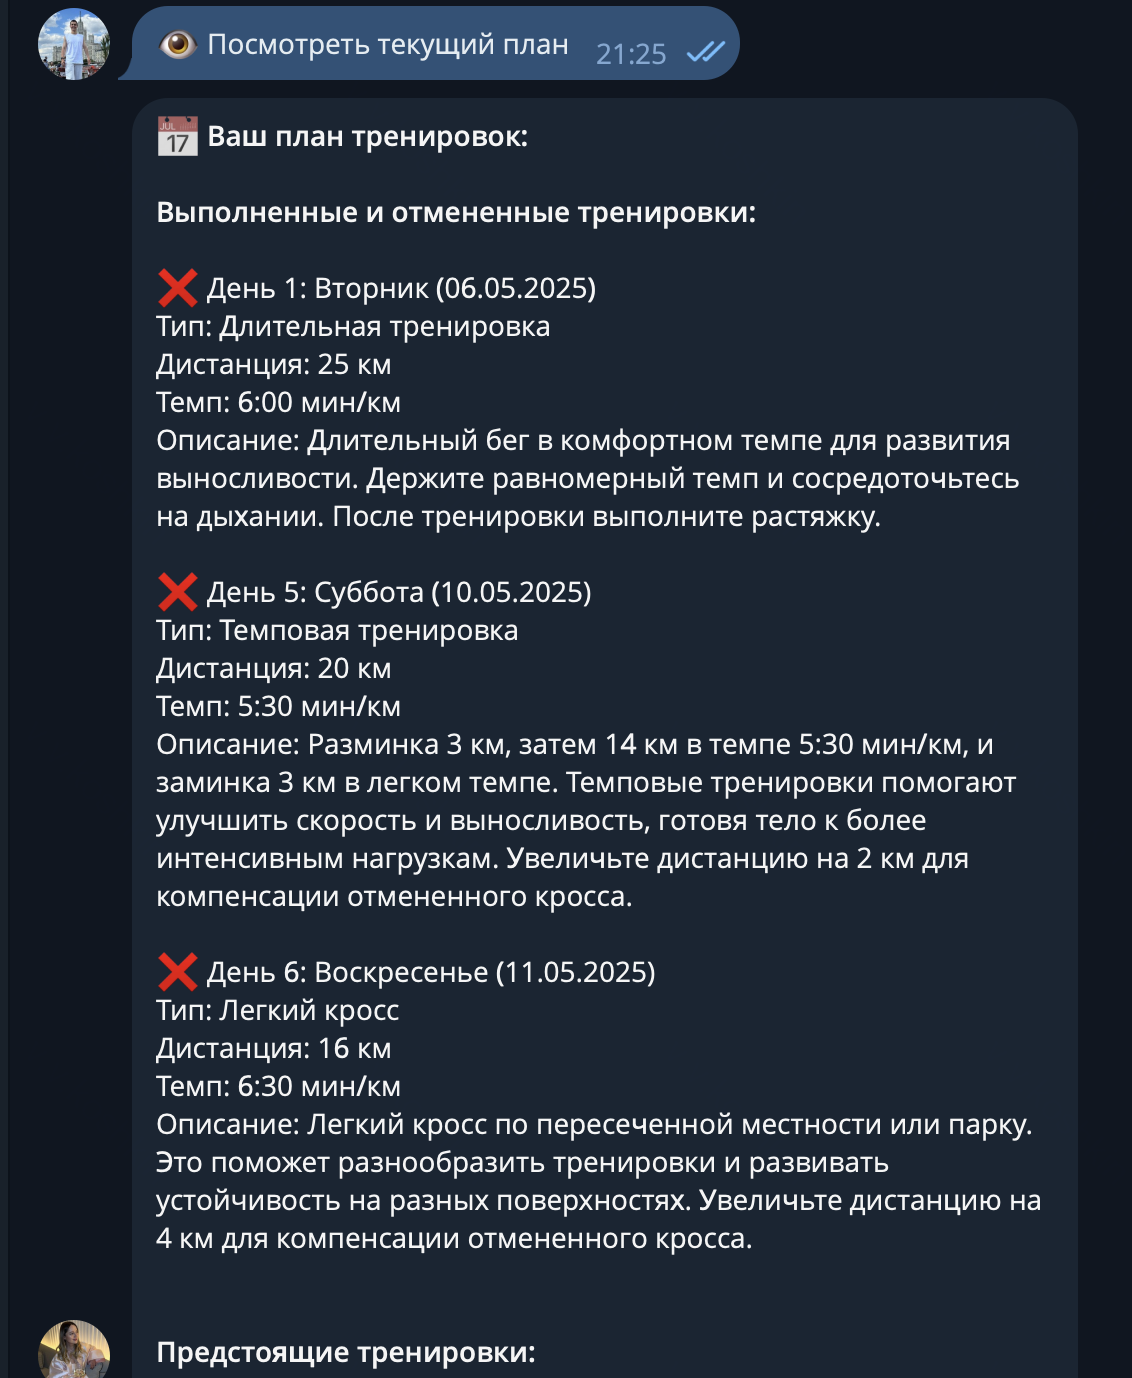 Посмотреть текущий план 21:25
JUL 17 Ваш план тренировок:
Выполненные и отмененные тренировки:
День 1: Вторник (06.05.2025)
Тип: Длительная тренировка
Дистанция: 25 км
Темп: 6:00 мин/км
Описание: Длительный бег в комфортном темпе для развития
выносливости. Держите равномерный темп и сосредоточьтесь
на дыхании. После тренировки выполните растяжку.
День 5: Суббота (10.05.2025)
Тип: Темповая тренировка
Дистанция: 20 км
Темп: 5:30 мин/км
Описание: Разминка 3 км, затем 14 км в темпе 5:30 мин/км, и
заминка 3 км в легком темпе. Темповые тренировки помогают
улучшить скорость и выносливость, готовя тело к более
интенсивным нагрузкам. Увеличьте дистанцию на 2 км для
компенсации отмененного кросса.
День 6: Воскресенье (11.05.2025)
Тип: Легкий кросс
Дистанция: 16 км
Темп: 6:30 мин/км
Описание: Легкий кросс по пересеченной местности или парку.
Это поможет разнообразить тренировки и развивать
устойчивость на разных поверхностях. Увеличьте дистанцию на
4 км для компенсации отмененного кросса.
Предстоящие тренировки: